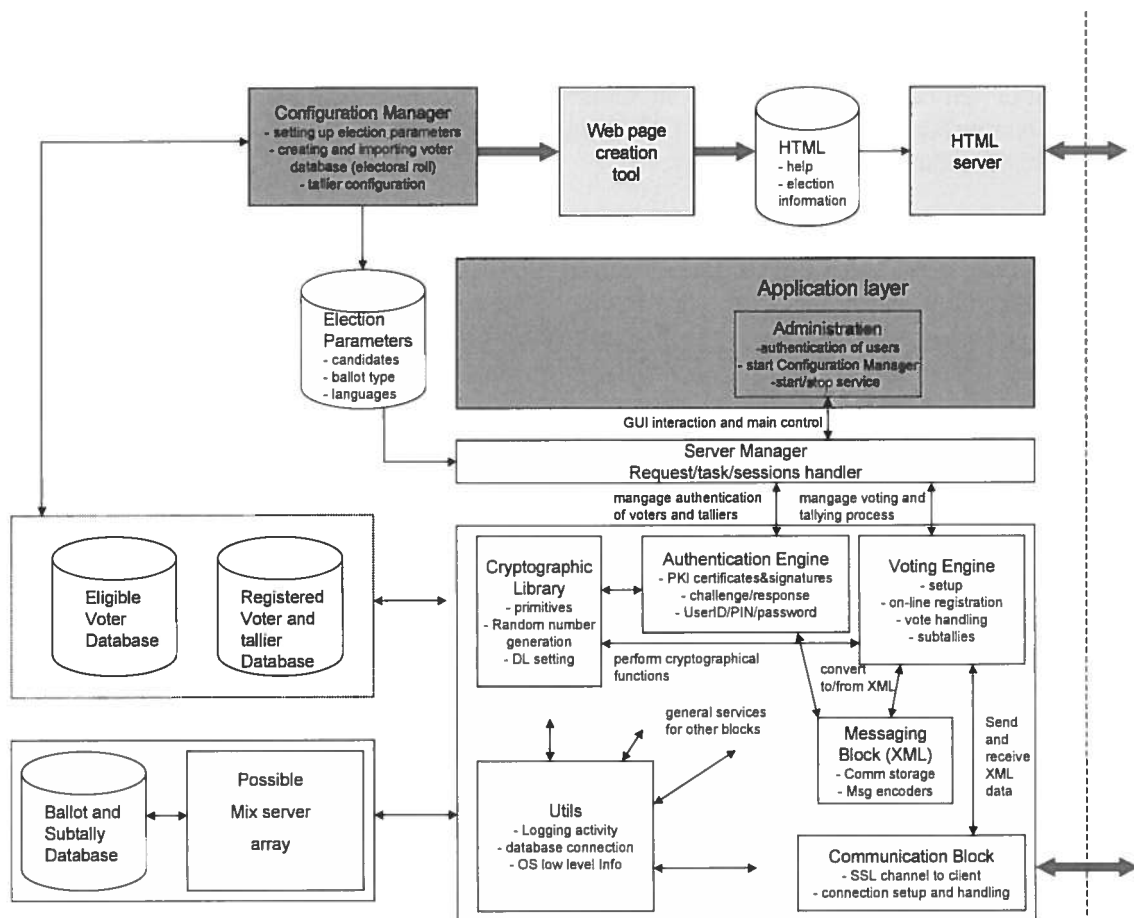 Configuration Manager
- setting up election parameters
- creating and importing voter
database (electoral roll)
- tallier configuration
Web page
creation
tool
HTML
- help
- election
information
HTML
server
Application layer
Administration
-authentication of users
- start Configuration Manager
-start/stop service
Election
Parameters
- candidates
- ballot type
- languages
GUI interaction and main control
Server Manager
Request/task/sessions handler
mangage authentication
of voters and talliers
mangage voting and
tallying process
Eligible
Voter
Database
Registered
Voter and
tallier
Database
Cryptographic
Library
- primitives
- Random number
generation
- DL setting
Authentication Engine
- PKI certificates&signatures
- challenge/response
- UserID/PIN/password
Voting Engine
- setup
- on-line registration
- vote handling
- subtallies
perform cryptographical
functions
convert
to/from XML
general services
for other blocks
Messaging
Block (XML)
- Comm storage
- Msg encoders
Send
and
receive
XML
data
Ballot and
Subtally
Database
Possible
Mix server
array
Utils
- Logging activity
- database connection
- OS low level Info
Communication Block
- SSL channel to client
- connection setup and handling